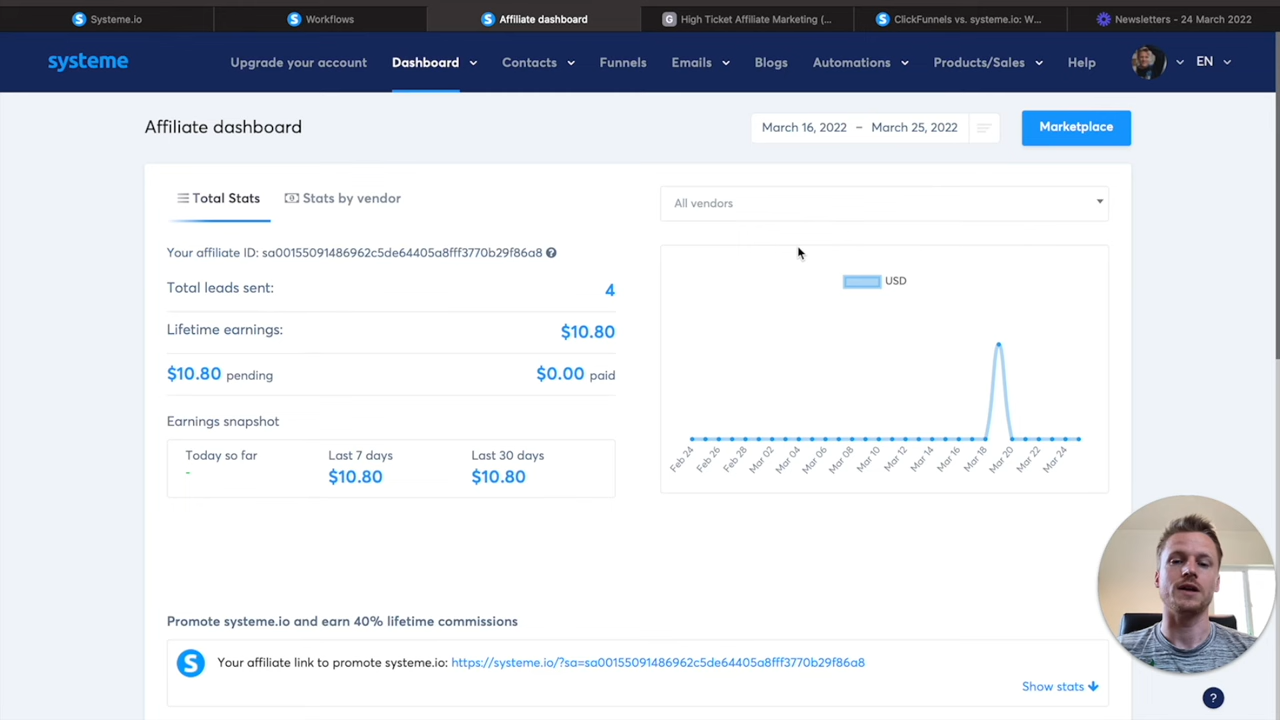 Systeme.io
Workflows
Affiliate dashboard
High Ticket Affiliate Marketing (...
ClickFunnels vs. systeme.io: W...
Newsletters - 24 March 2022
systeme
Upgrade your account
Dashboard
Contacts
Funnels
Emails
Blogs
Automations
Products/Sales
Help
EN
Affiliate dashboard
March 16, 2022 – March 25, 2022
Marketplace
Total Stats
Stats by vendor
All vendors
Your affiliate ID: sa00155091486962c5de64405a8fff3770b29f86a8 ?
Total leads sent: 4
Lifetime earnings: $10.80
$10.80 pending $0.00 paid
Earnings snapshot
Today so far Last 7 days Last 30 days
- $10.80 $10.80
USD
Feb 24 Feb 26 Feb 28 Mar 02 Mar 04 Mar 06 Mar 08 Mar 10 Mar 12 Mar 14 Mar 16 Mar 18 Mar 20 Mar 22 Mar 24
Promote systeme.io and earn 40% lifetime commissions
S
Your affiliate link to promote systeme.io: https://systeme.io/?sa=sa00155091486962c5de64405a8fff3770b29f86a8
Show stats
?